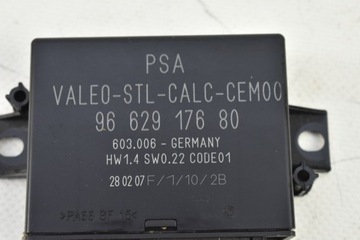 PSA
VALEO-STL-CALC-CEM00
96 629 176 80
603.006 - GERMANY
HW1.4 SW0.22 CODE01
28 02 07 F/1/10/2B